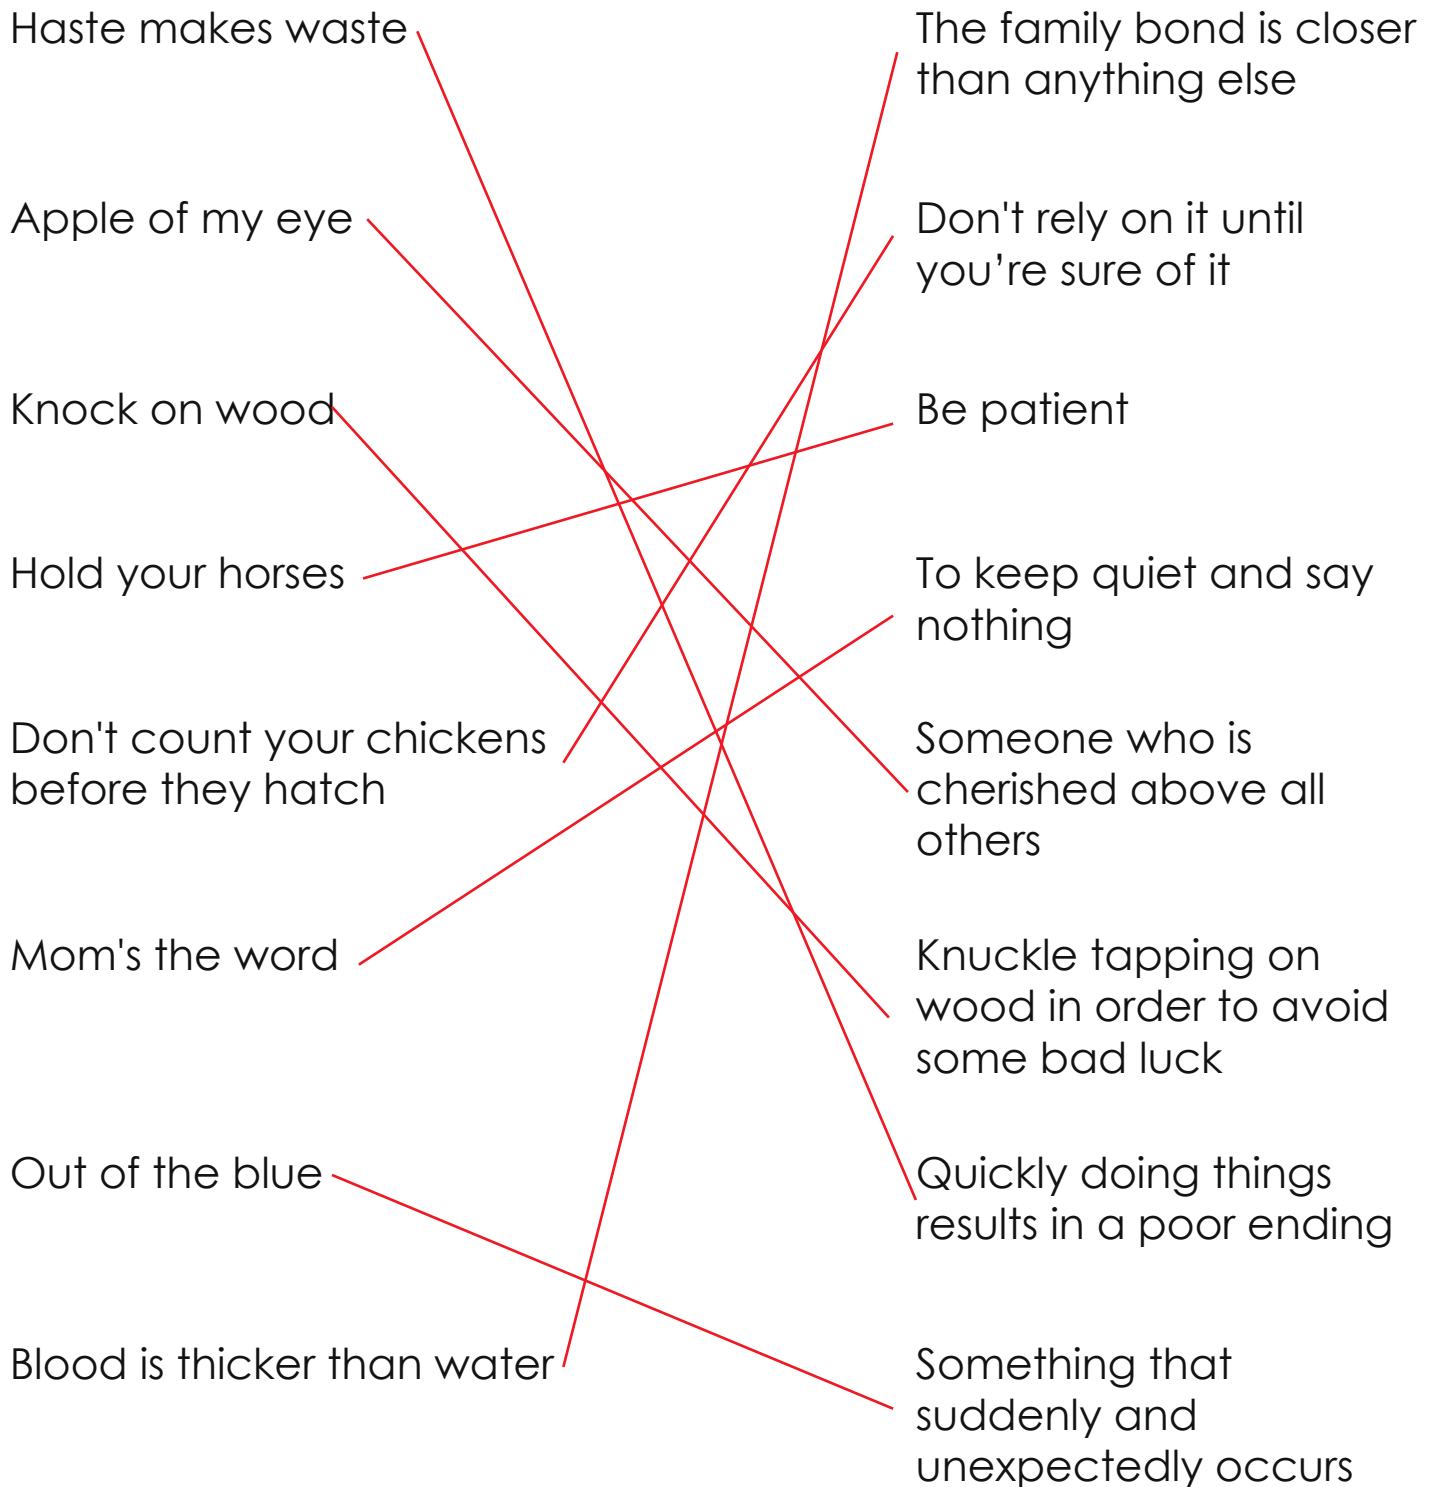 Haste makes waste
The family bond is closer
than anything else
Apple of my eye
Don't rely on it until
you’re sure of it
Knock on wood
Be patient
Hold your horses
To keep quiet and say
nothing
Don't count your chickens
before they hatch
Someone who is
cherished above all
others
Mom's the word
Knuckle tapping on
wood in order to avoid
some bad luck
Out of the blue
Quickly doing things
results in a poor ending
Blood is thicker than water
Something that
suddenly and
unexpectedly occurs